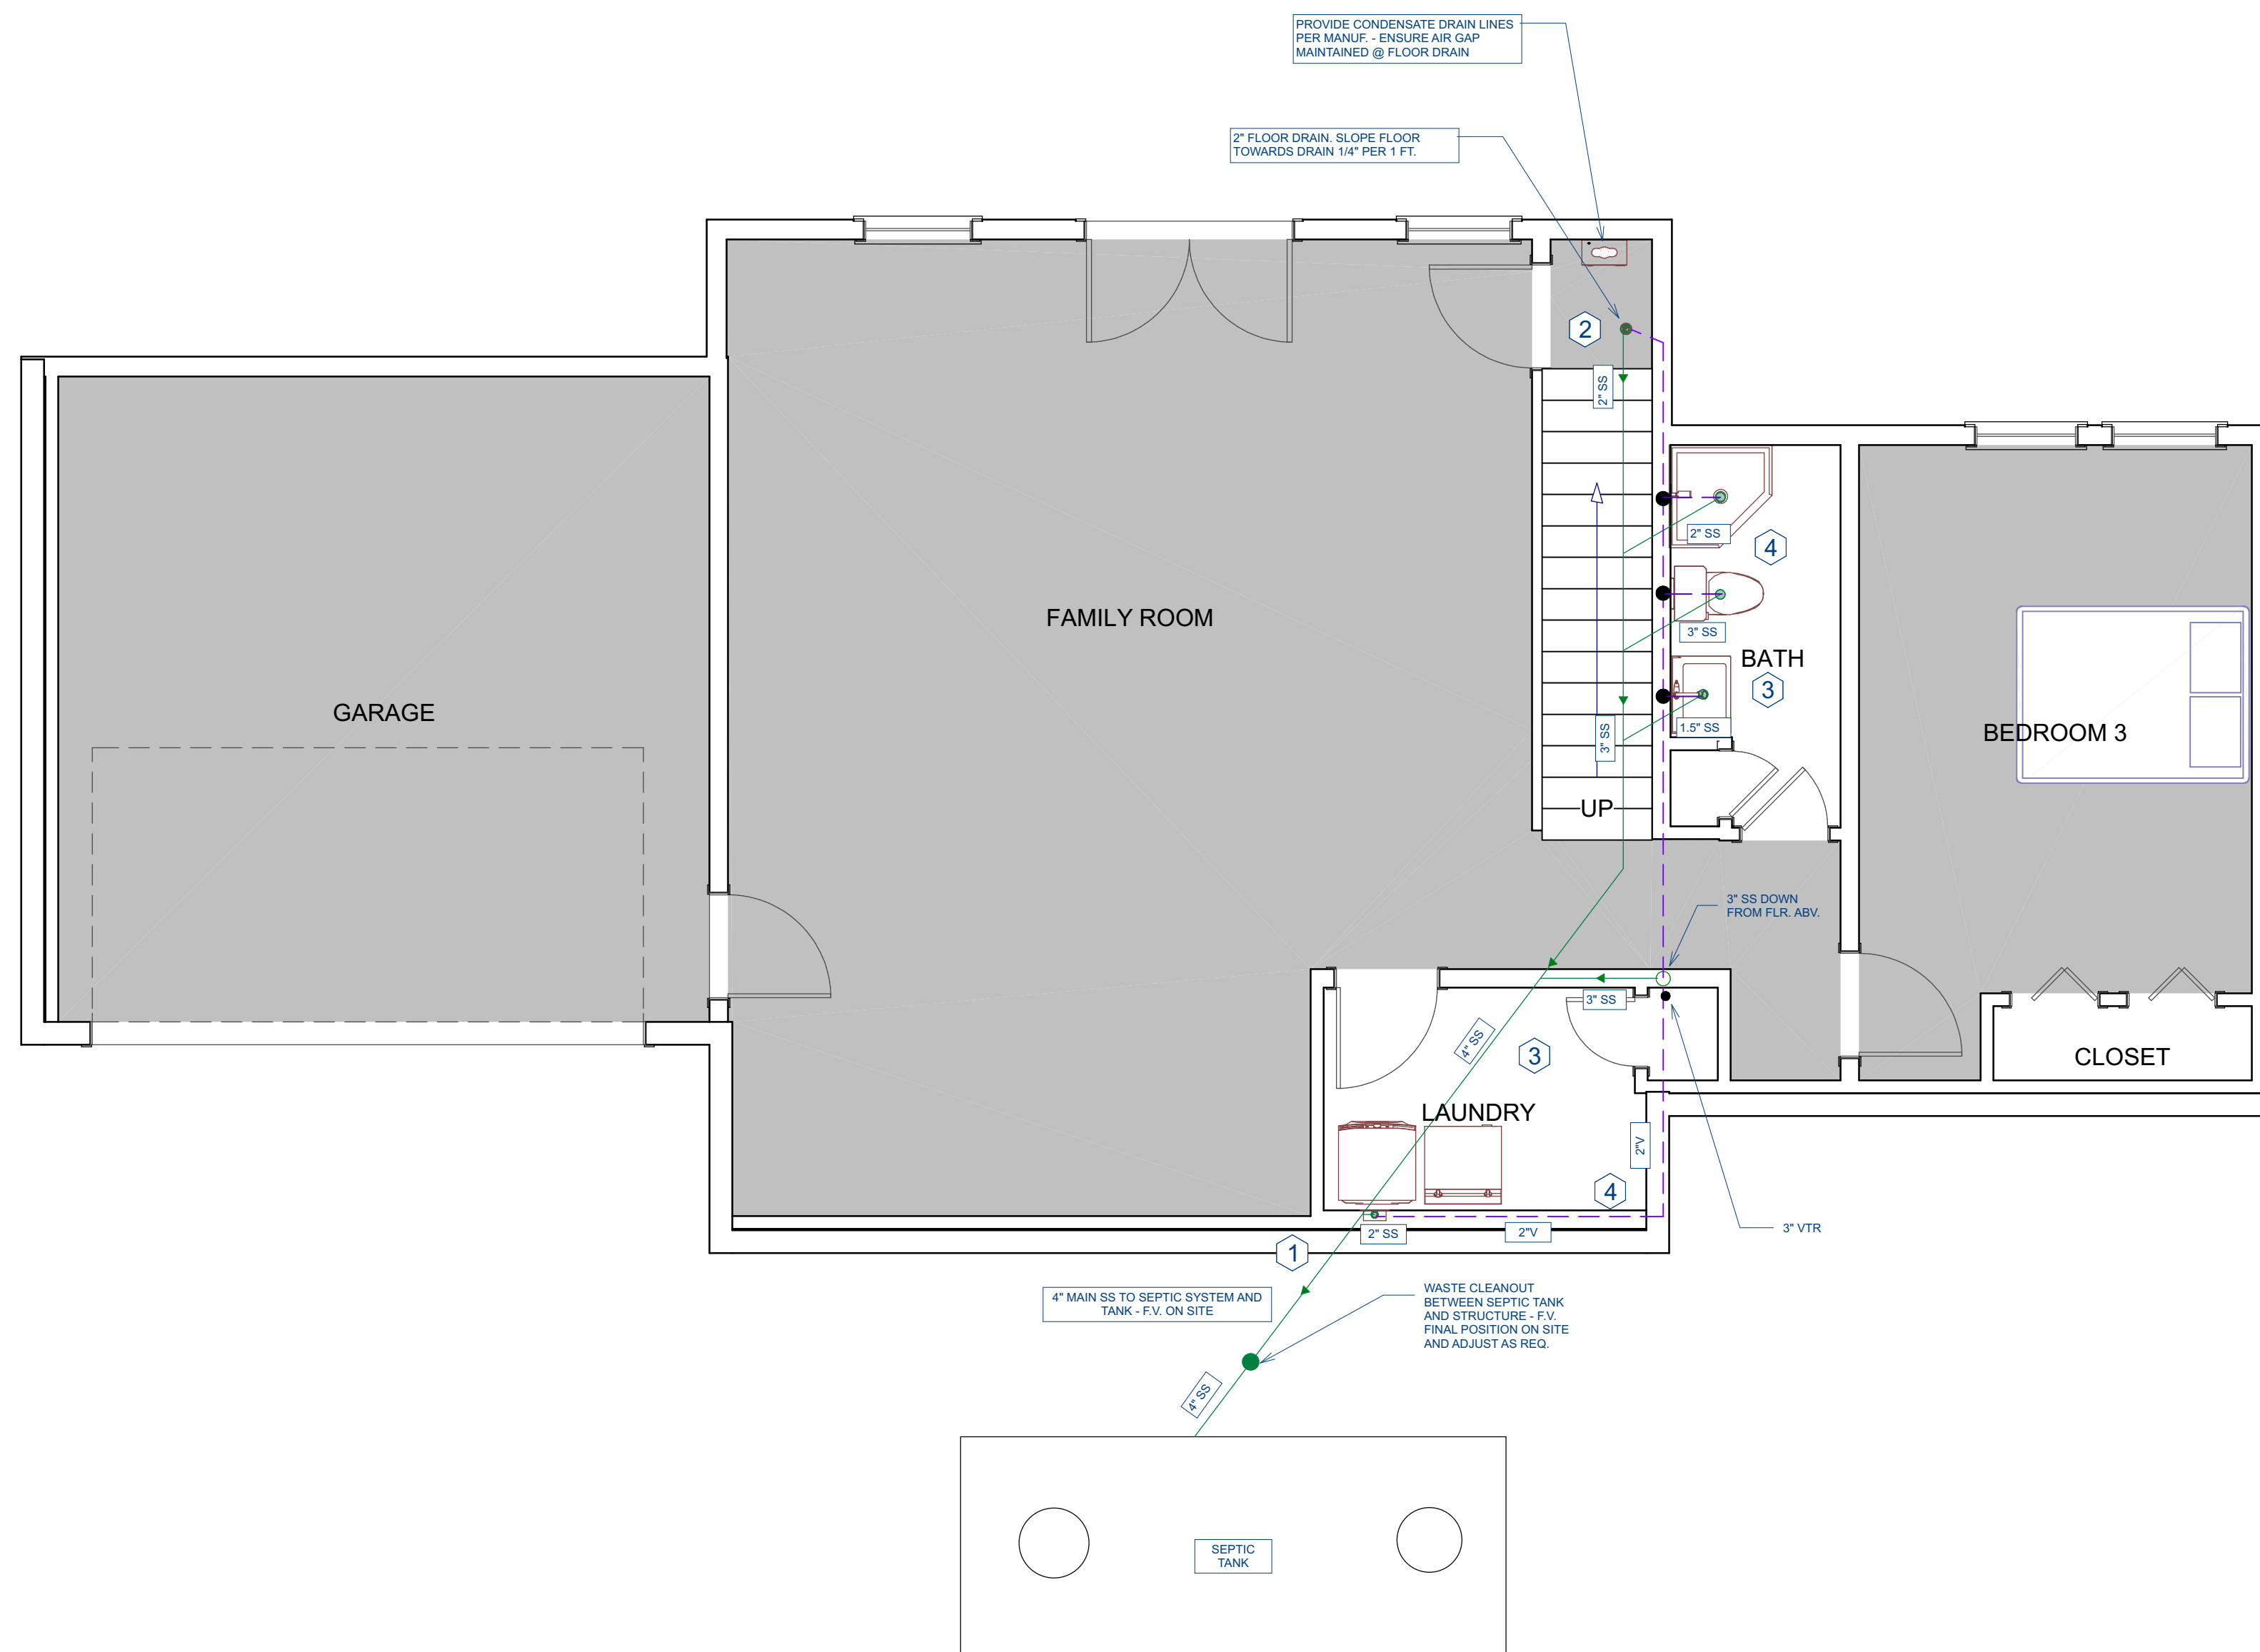 PROVIDE CONDENSATE DRAIN LINES
PER MANUF. - ENSURE AIR GAP
MAINTAINED @ FLOOR DRAIN
2" FLOOR DRAIN. SLOPE FLOOR
TOWARDS DRAIN 1/4" PER 1 FT.
2
2" SS
2" SS
4
3" SS
FAMILY ROOM
BATH
3
1.5" SS
3" SS
GARAGE
BEDROOM 3
UP
3" SS DOWN
FROM FLR. ABV.
3" SS
4" SS
3
CLOSET
LAUNDRY
2"V
4
2" SS
2"V
3" VTR
1
4" MAIN SS TO SEPTIC SYSTEM AND
TANK - F.V. ON SITE
WASTE CLEANOUT
BETWEEN SEPTIC TANK
AND STRUCTURE - F.V.
FINAL POSITION ON SITE
AND ADJUST AS REQ.
4" SS
SEPTIC
TANK